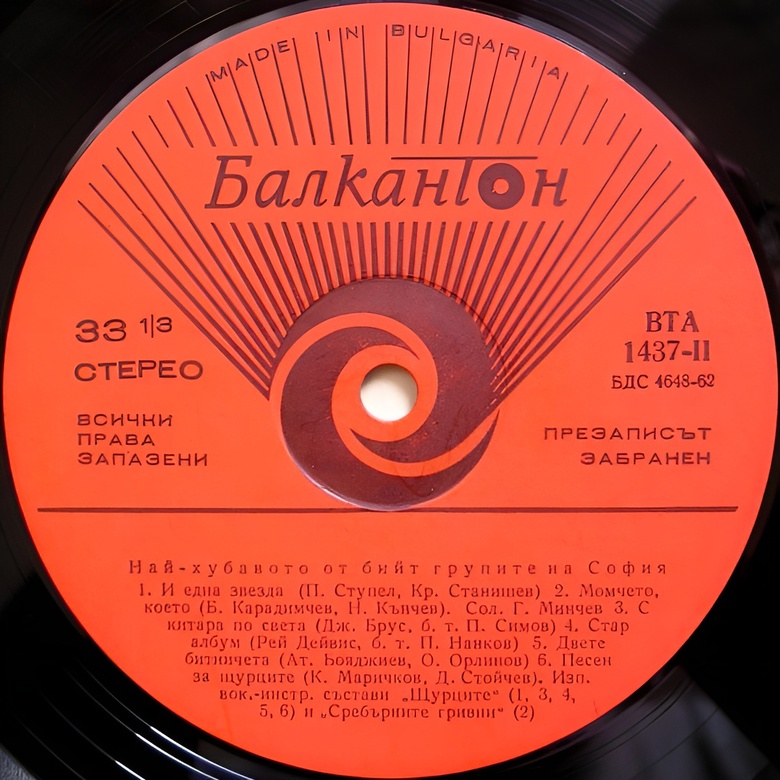 MADE IN BULGARIA
Балкантон
33 1/3
СТЕРЕО
ВТА
1437-II
БДС 4648-62
ВСИЧКИ
ПРАВА
ЗАПАЗЕНИ
ПРЕЗАПИСЪТ
ЗАБРАНЕН
Най-хубавото от бийт групите на София
1. И една звезда (П. Ступел, Кр. Станишев) 2. Момчето,
което (Б. Карадимчев, Н. Кънчев). Сол. Г. Минчев 3. С
китара по света (Дж. Брус, б. т. П. Симов) 4. Стар
албум (Рей Дейвис, б. т. П. Панков) 5. Двете
битничета (Ат. Бояджиев, О. Орлинов) 6. Песен
за щурците (К. Маричков, Д. Стойчев). Изп.
вок.-инстр. състави „Щурците“ (1, 3, 4,
5, 6) и „Сребърните гривни“ (2)